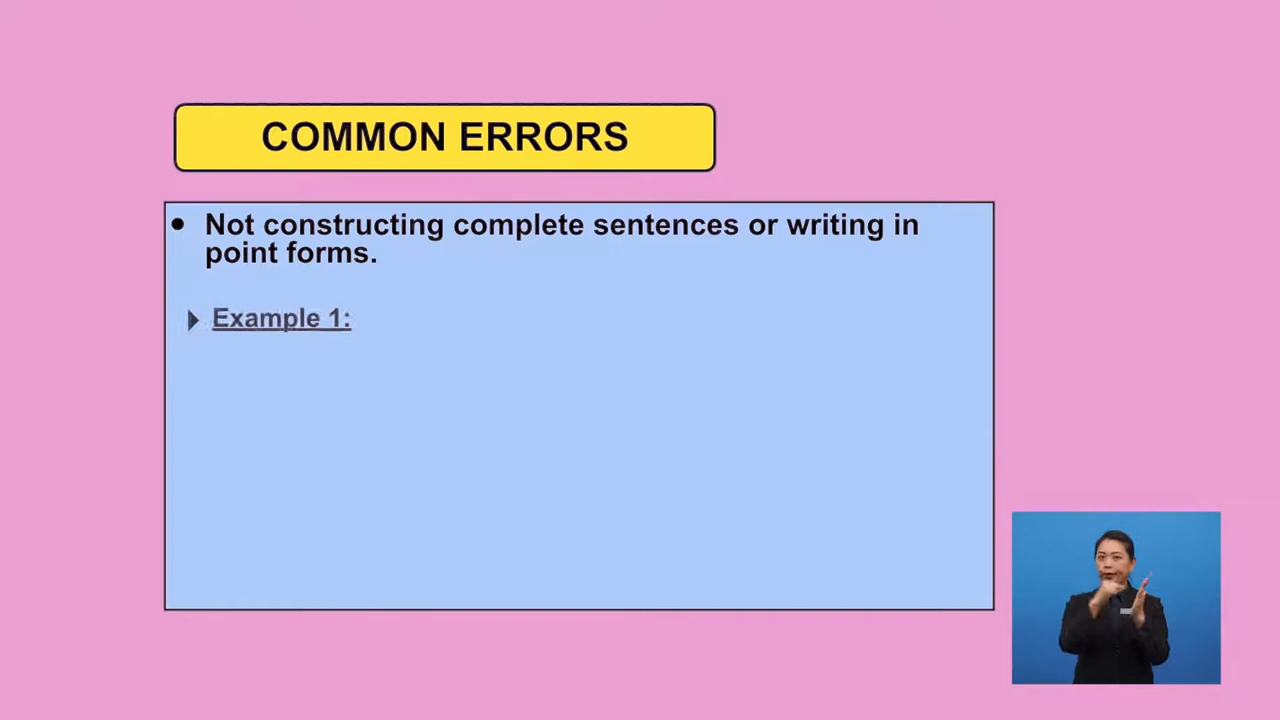 COMMON ERRORS
• Not constructing complete sentences or writing in
point forms.
Example 1: